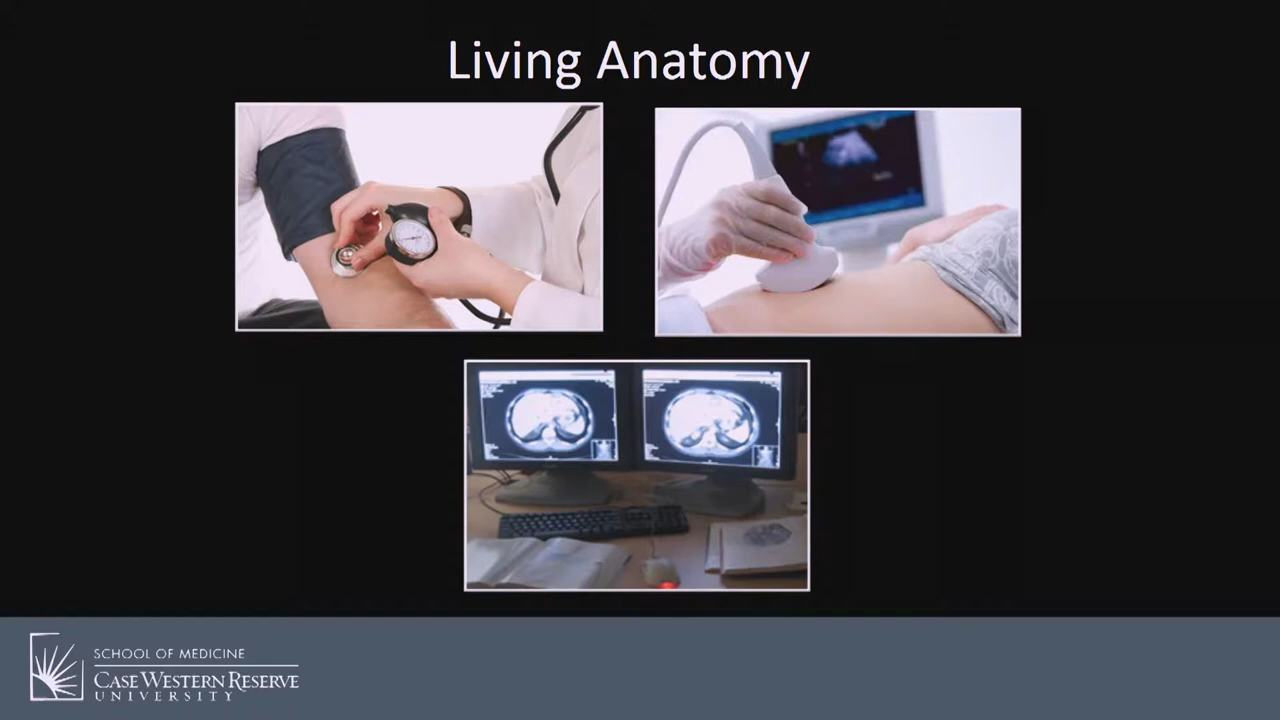 Living Anatomy
SCHOOL OF MEDICINE
CASE WESTERN RESERVE
UNIVERSITY